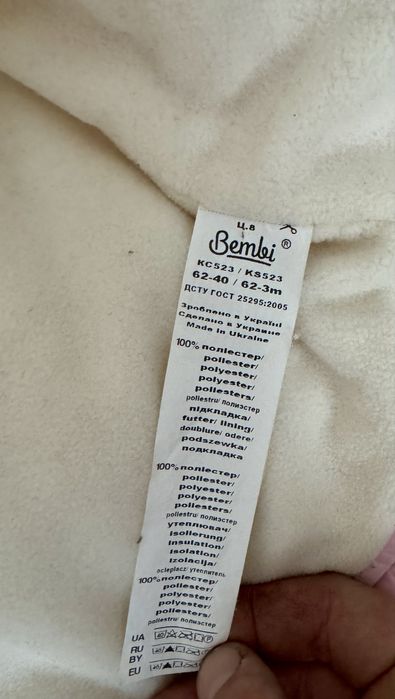 Ц.в
Bembi ®
КС523 / KS523
62-40 / 62-3m
ДСТУ ГОСТ 25295:2005
Зроблено в Україні
Сделано в Украине
Made in Ukraine
100% поліестер/
poliester/
polyester/
polyester/
poliesters/
poliestru/ полиэстер
підкладка/
futter/ lining/
doublure/ odere/
podszewka/
подкладка
100% поліестер/
poliester/
polyester/
polyester/
poliesters/
poliestru/ полиэстер
утеплювач/
isolierung/
insulation/
isolation/
izolacija/
ocieplacz/ утеплитель
100% поліестер/
poliester/
polyester/
polyester/
poliesters/
poliestru/ полиэстер
UA
RU
BY
EU